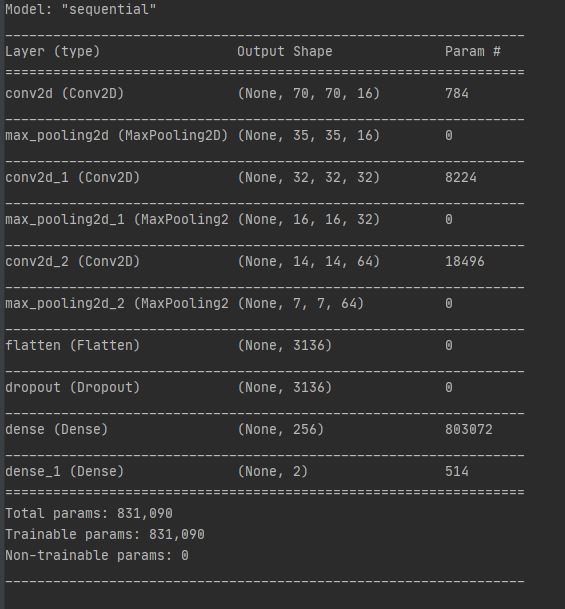 Model: "sequential"
_________________________________________________________________
Layer (type)                 Output Shape              Param #
=================================================================
conv2d (Conv2D)              (None, 70, 70, 16)        784
_________________________________________________________________
max_pooling2d (MaxPooling2D) (None, 35, 35, 16)        0
_________________________________________________________________
conv2d_1 (Conv2D)            (None, 32, 32, 32)        8224
_________________________________________________________________
max_pooling2d_1 (MaxPooling2 (None, 16, 16, 32)        0
_________________________________________________________________
conv2d_2 (Conv2D)            (None, 14, 14, 64)        18496
_________________________________________________________________
max_pooling2d_2 (MaxPooling2 (None, 7, 7, 64)          0
_________________________________________________________________
flatten (Flatten)            (None, 3136)              0
_________________________________________________________________
dropout (Dropout)            (None, 3136)              0
_________________________________________________________________
dense (Dense)                (None, 256)               803072
_________________________________________________________________
dense_1 (Dense)              (None, 2)                 514
=================================================================
Total params: 831,090
Trainable params: 831,090
Non-trainable params: 0
_________________________________________________________________